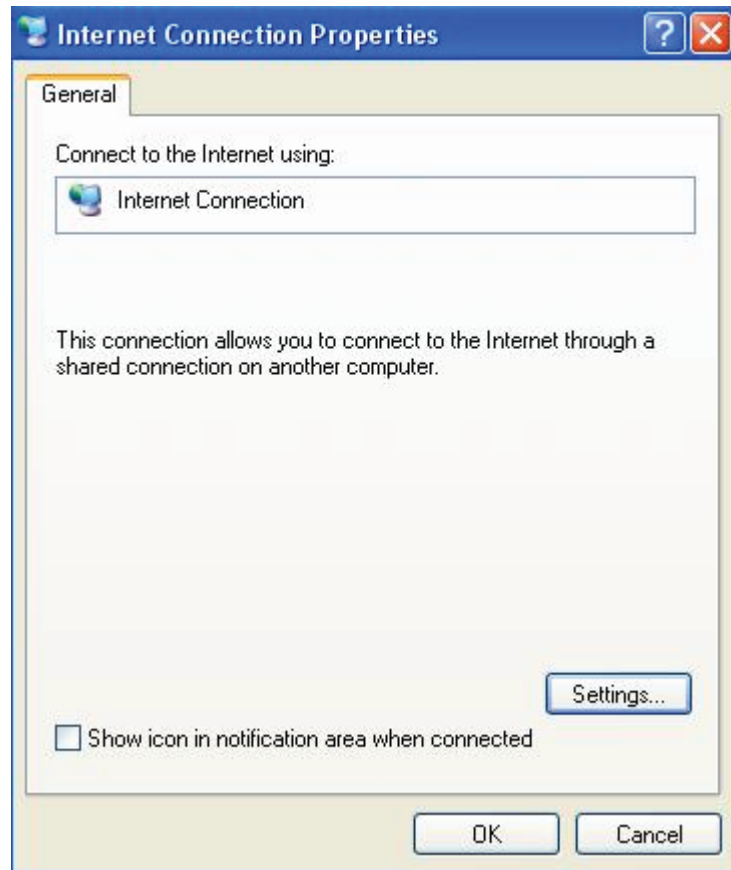 Internet Connection Properties
?
General
Connect to the Internet using:
Internet Connection
This connection allows you to connect to the Internet through a
shared connection on another computer.
Settings...
Show icon in notification area when connected
OK Cancel